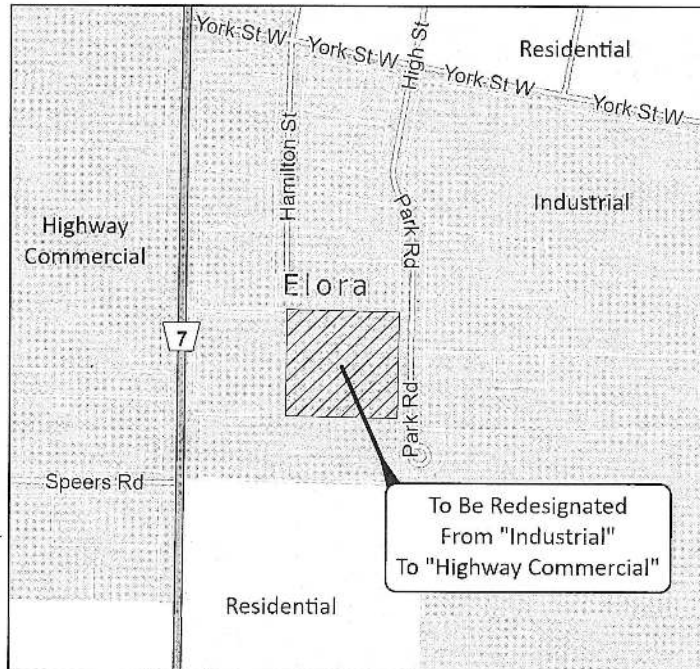 York St W
York St W
York St W
York St W
High St
Residential
Hamilton St
Park Rd
Industrial
Highway
Commercial
Elora
7
Park Rd
Speers Rd
To Be Redesignated
From "Industrial"
To "Highway Commercial"
Residential